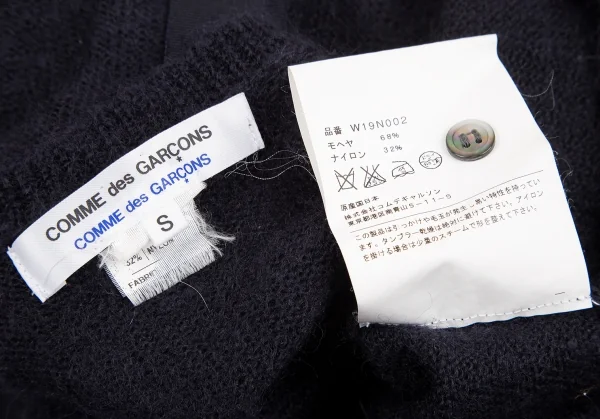 COMME des GARÇONS
COMME des GARÇONS
S
32% NYLON
FABRI
品番 W19N002
モヘヤ 68%
ナイロン 32%
原産国日本
株式会社コムデギャルソン
東京都港区南青山5-11-5
この製品は引っかけや毛玉が発生し易い特性を持ってい
ます。タンブラー乾燥は絶対に避けて下さい。アイロン
を掛ける場合は少量のスチームで形を整えて下さい。